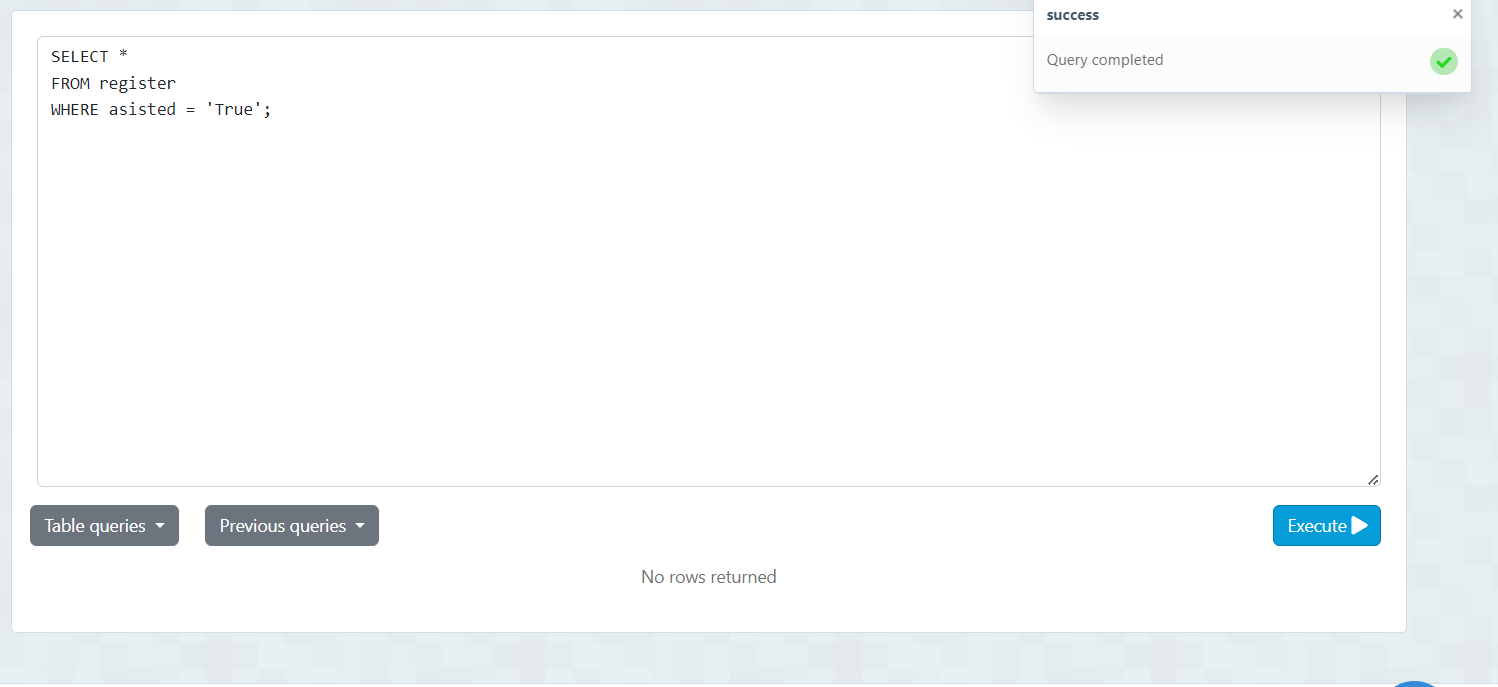 success ×
Query completed
SELECT *
FROM register
WHERE asisted = 'True';
Table queries
Previous queries
Execute
No rows returned